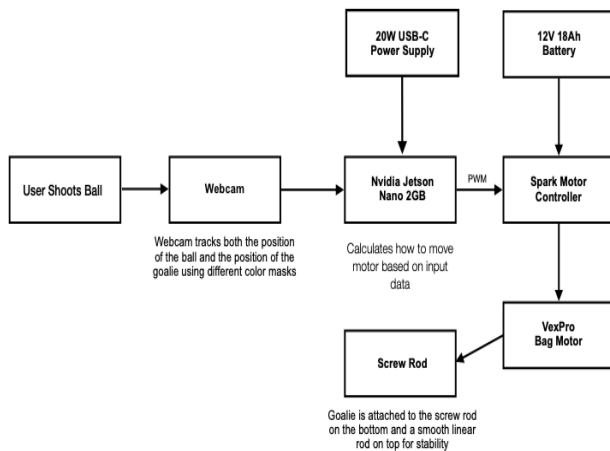 20W USB-C
Power Supply
12V 18Ah
Battery
User Shoots Ball
Webcam
Nvidia Jetson
Nano 2GB
PWM
Spark Motor
Controller
Webcam tracks both the position
of the ball and the position of the
goalie using different color masks
Calculates how to move
motor based on input
data
VexPro
Bag Motor
Screw Rod
Goalie is attached to the screw rod
on the bottom and a smooth linear
rod on top for stability